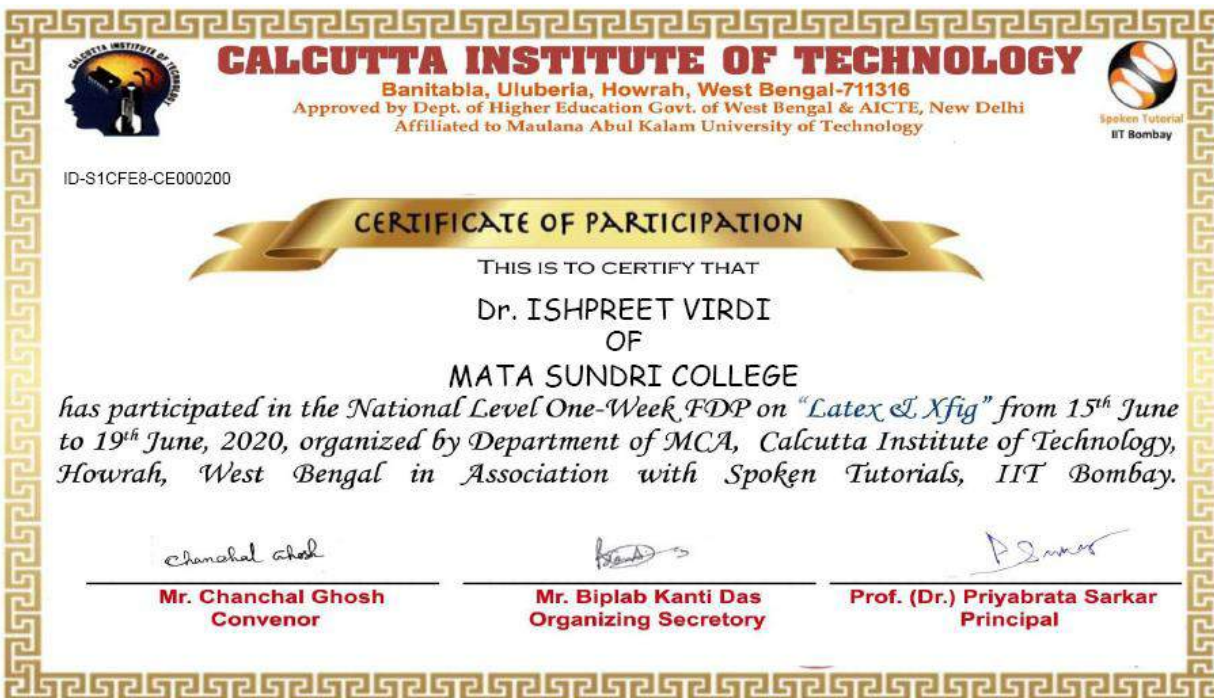 CALCUTTA INSTITUTE OF TECHNOLOGY
CALCUTTA INSTITUTE OF TECHNOLOGY
Banitabla, Uluberia, Howrah, West Bengal-711316
Approved by Dept. of Higher Education Govt. of West Bengal & AICTE, New Delhi
Affiliated to Maulana Abul Kalam University of Technology
Spoken Tutorial
IIT Bombay
ID-S1CFE8-CE000200
CERTIFICATE OF PARTICIPATION
THIS IS TO CERTIFY THAT
Dr. ISHPREET VIRDI
OF
MATA SUNDRI COLLEGE
has participated in the National Level One-Week FDP on "Latex & Xfig" from 15th June
to 19th June, 2020, organized by Department of MCA, Calcutta Institute of Technology,
Howrah, West Bengal in Association with Spoken Tutorials, IIT Bombay.
Chanchal Ghosh
Mr. Chanchal Ghosh
Convenor
Mr. Biplab Kanti Das
Organizing Secretory
Prof. (Dr.) Priyabrata Sarkar
Principal